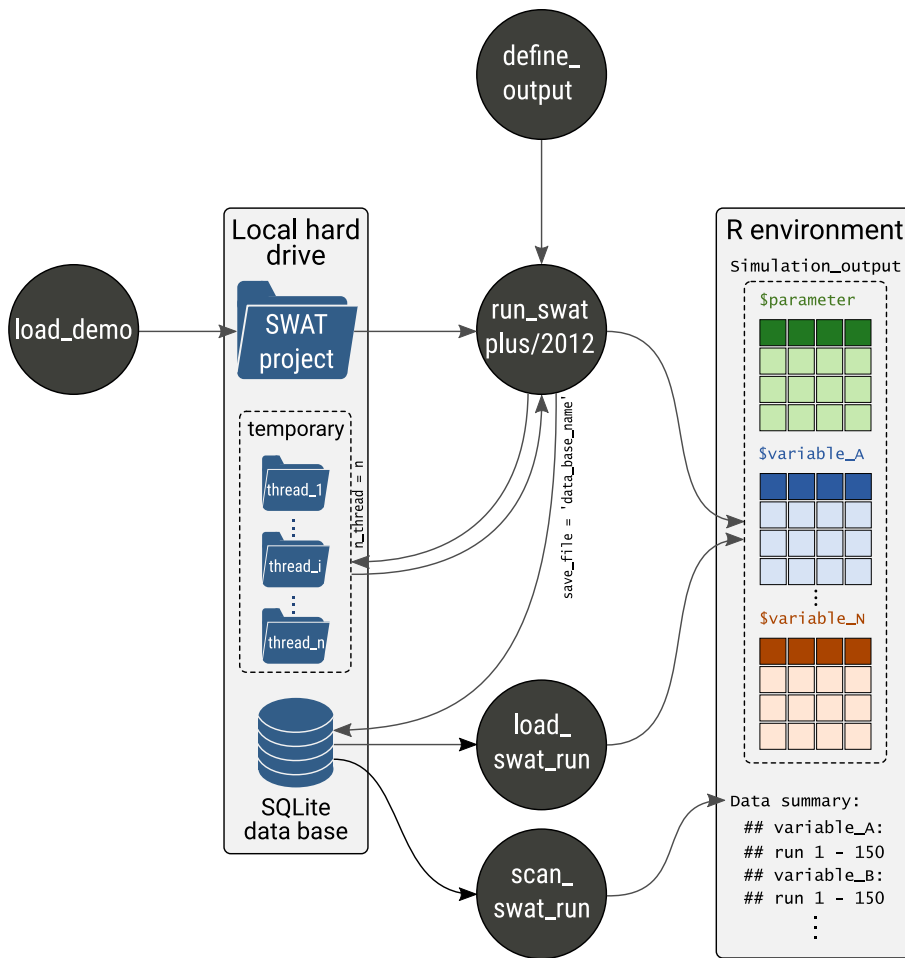 define_
output
Local hard
drive
R environment
Simulation_output
load_demo
SWAT
project
run_swat
plus/2012
$parameter
temporary
thread_1
thread_i
thread_n
n_thread = n
save_file = 'data_base_name'
$variable_A
$variable_N
load_
swat_run
SQLite
data base
scan_
swat_run
Data summary:
## variable_A:
## run 1 - 150
## variable_B:
## run 1 - 150